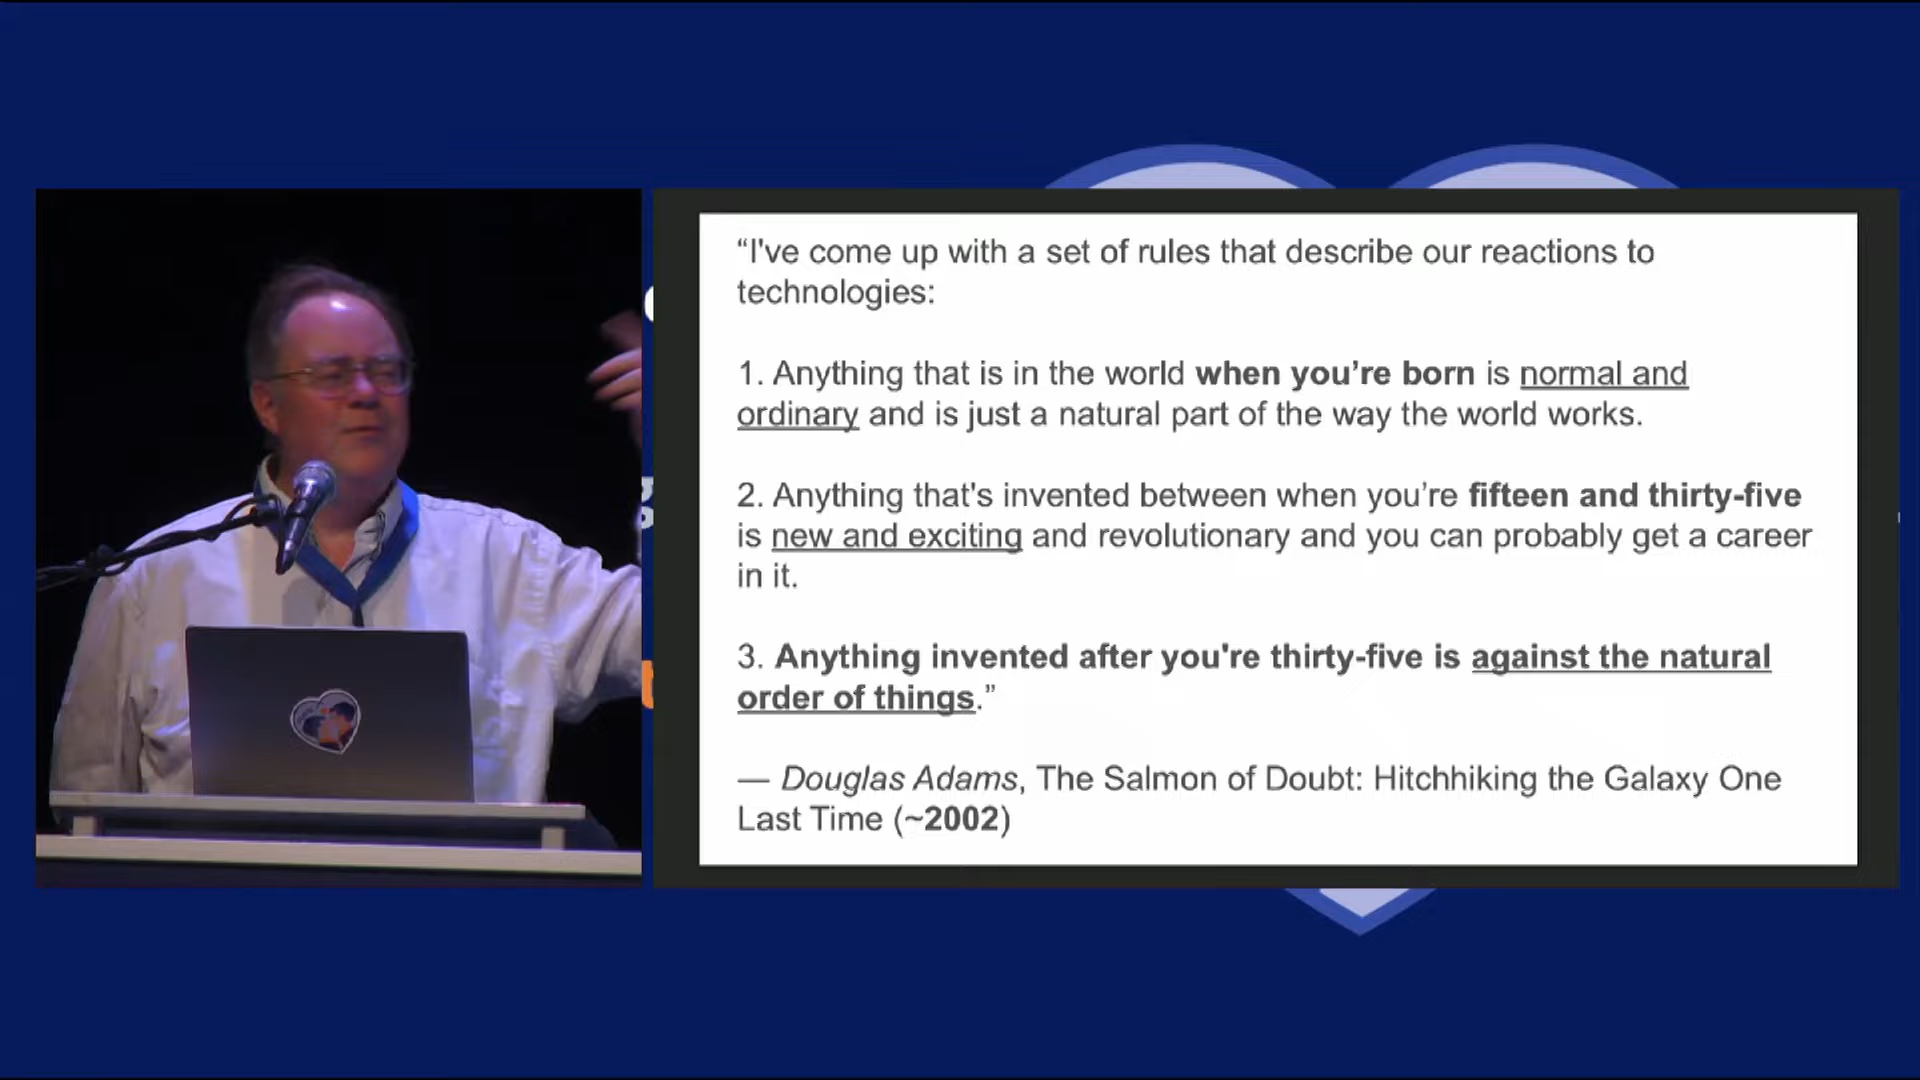 “I've come up with a set of rules that describe our reactions to
technologies:
1. Anything that is in the world when you’re born is normal and
ordinary and is just a natural part of the way the world works.
2. Anything that's invented between when you’re fifteen and thirty-five
is new and exciting and revolutionary and you can probably get a career
in it.
3. Anything invented after you're thirty-five is against the natural
order of things.”
— Douglas Adams, The Salmon of Doubt: Hitchhiking the Galaxy One
Last Time (~2002)